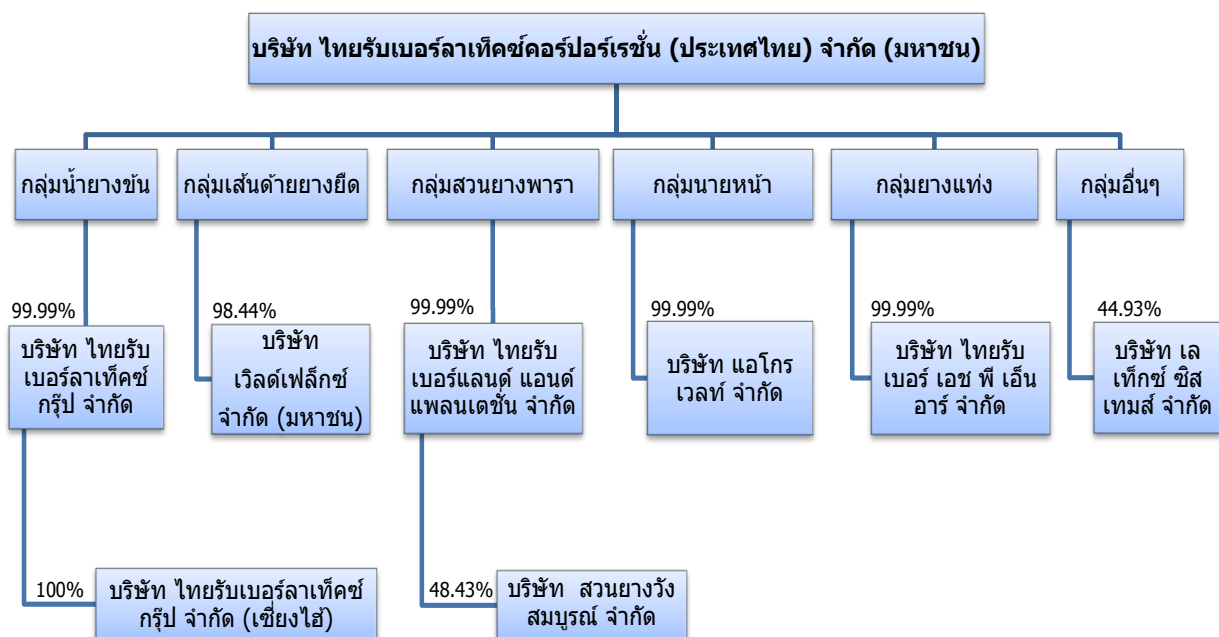 บริษัท ไทยรับเบอร์ลาเท็คซ์คอร์ปอร์เรชั่น (ประเทศไทย) จำกัด (มหาชน)
กลุ่มน้ำยางข้น
กลุ่มเส้นด้ายยางยืด
กลุ่มสวนยางพารา
กลุ่มนายหน้า
กลุ่มยางแท่ง
กลุ่มอื่นๆ
99.99%
บริษัท ไทยรับ
เบอร์ลาเท็คซ์
กรุ๊ป จำกัด
98.44%
บริษัท
เวิลด์เฟล็กซ์
จำกัด (มหาชน)
99.99%
บริษัท ไทยรับ
เบอร์แลนด์ แอนด์
แพลนเตชั่น จำกัด
99.99%
บริษัท แอโกร
เวลท์ จำกัด
99.99%
บริษัท ไทยรับ
เบอร์ เอช พี เอ็น
อาร์ จำกัด
44.93%
บริษัท เล
เท็กซ์ ซิส
เทมส์ จำกัด
100%
บริษัท ไทยรับเบอร์ลาเท็คซ์
กรุ๊ป จำกัด (เซี่ยงไฮ้)
48.43%
บริษัท สวนยางวัง
สมบูรณ์ จำกัด